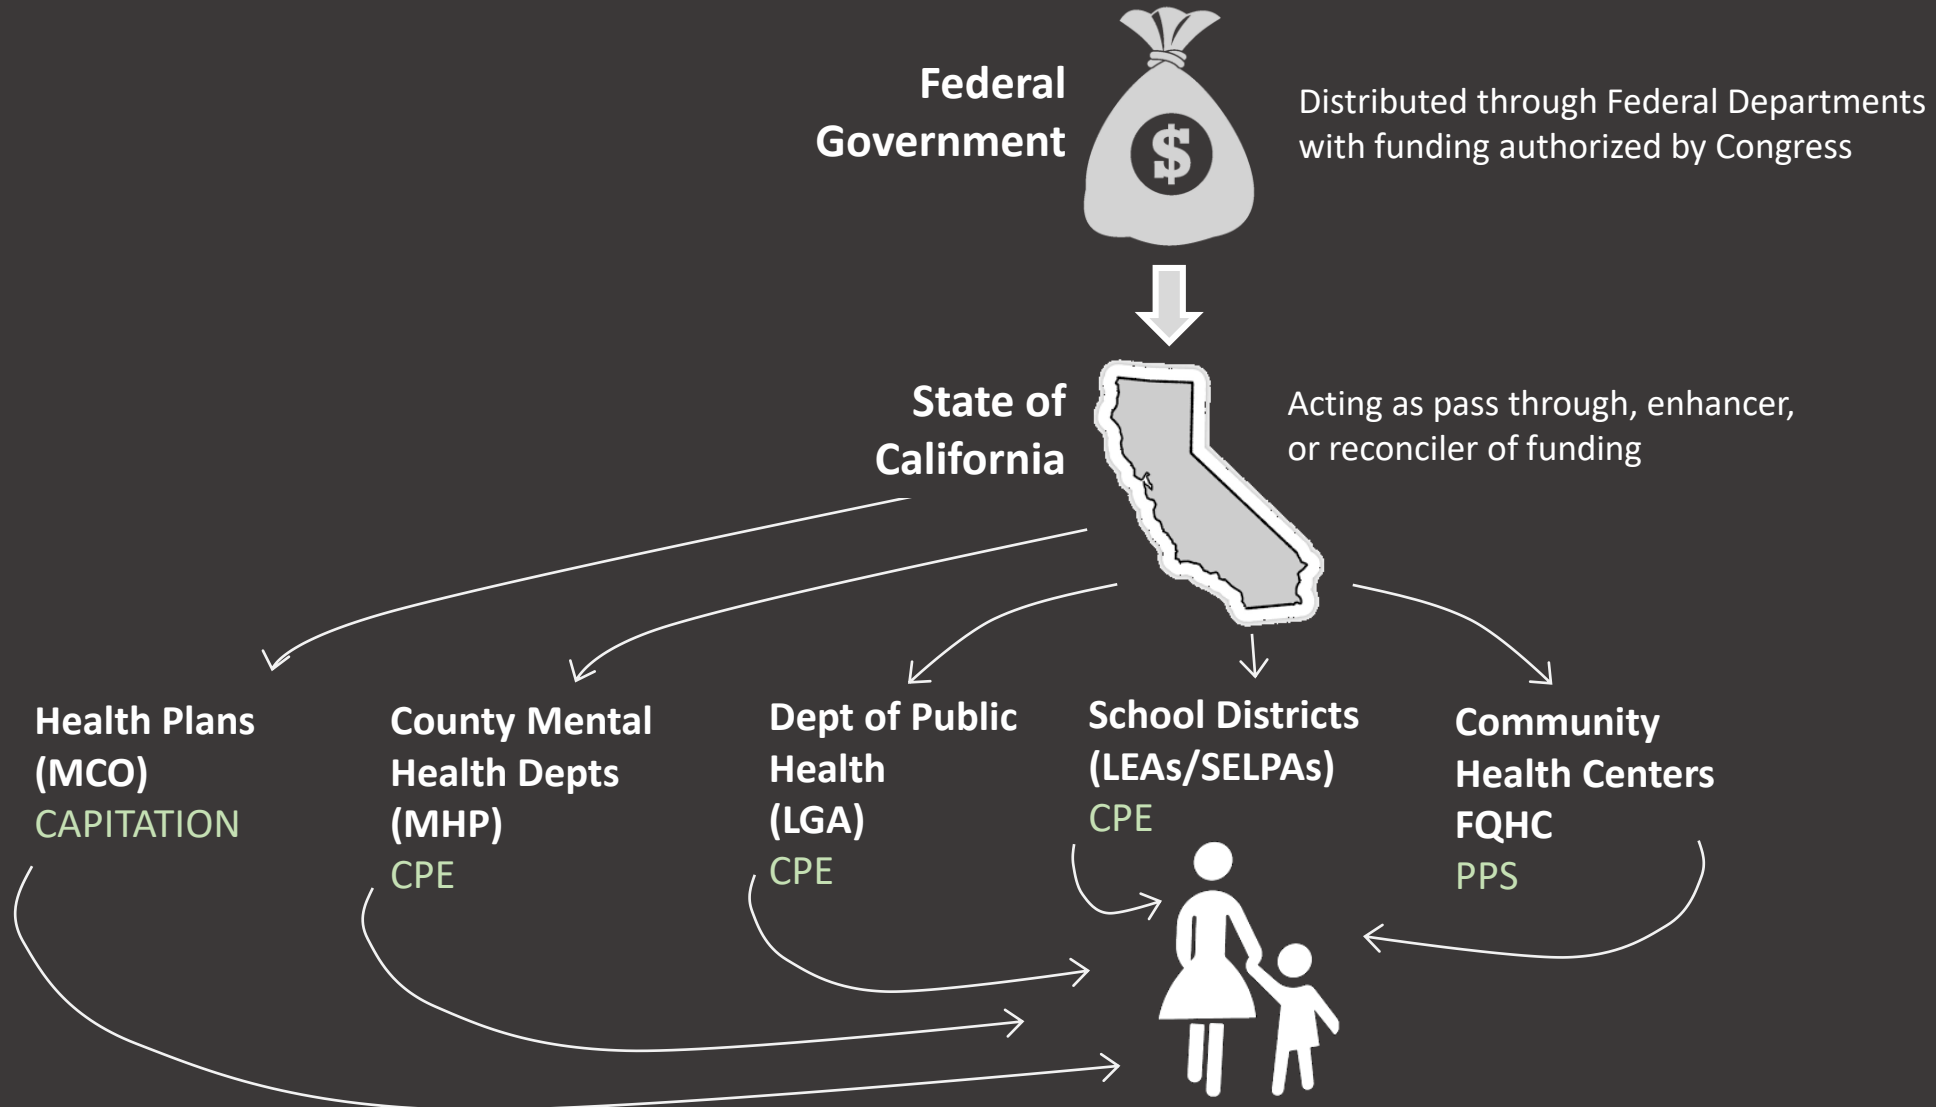 Federal
Government
$
Distributed through Federal Departments
with funding authorized by Congress
State of
California
Acting as pass through, enhancer,
or reconciler of funding
Health Plans
(MCO)
CAPITATION
County Mental
Health Depts
(MHP)
CPE
Dept of Public
Health
(LGA)
CPE
School Districts
(LEAs/SELPAs)
CPE
Community
Health Centers
FQHC
PPS